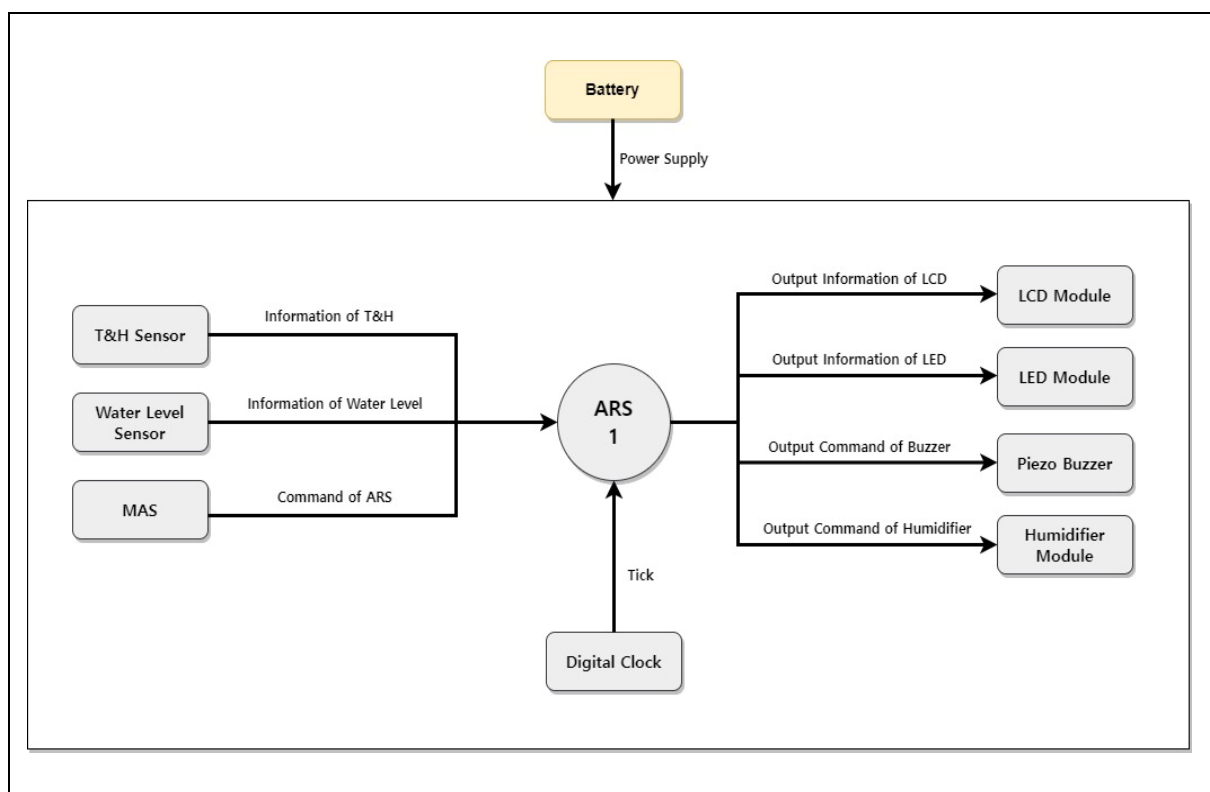 Battery
Power Supply
Output Information of LCD
LCD Module
Information of T&H
T&H Sensor
Output Information of LED
LED Module
Information of Water Level
Water Level
Sensor
ARS
1
Output Command of Buzzer
Piezo Buzzer
Command of ARS
MAS
Output Command of Humidifier
Humidifier
Module
Tick
Digital Clock